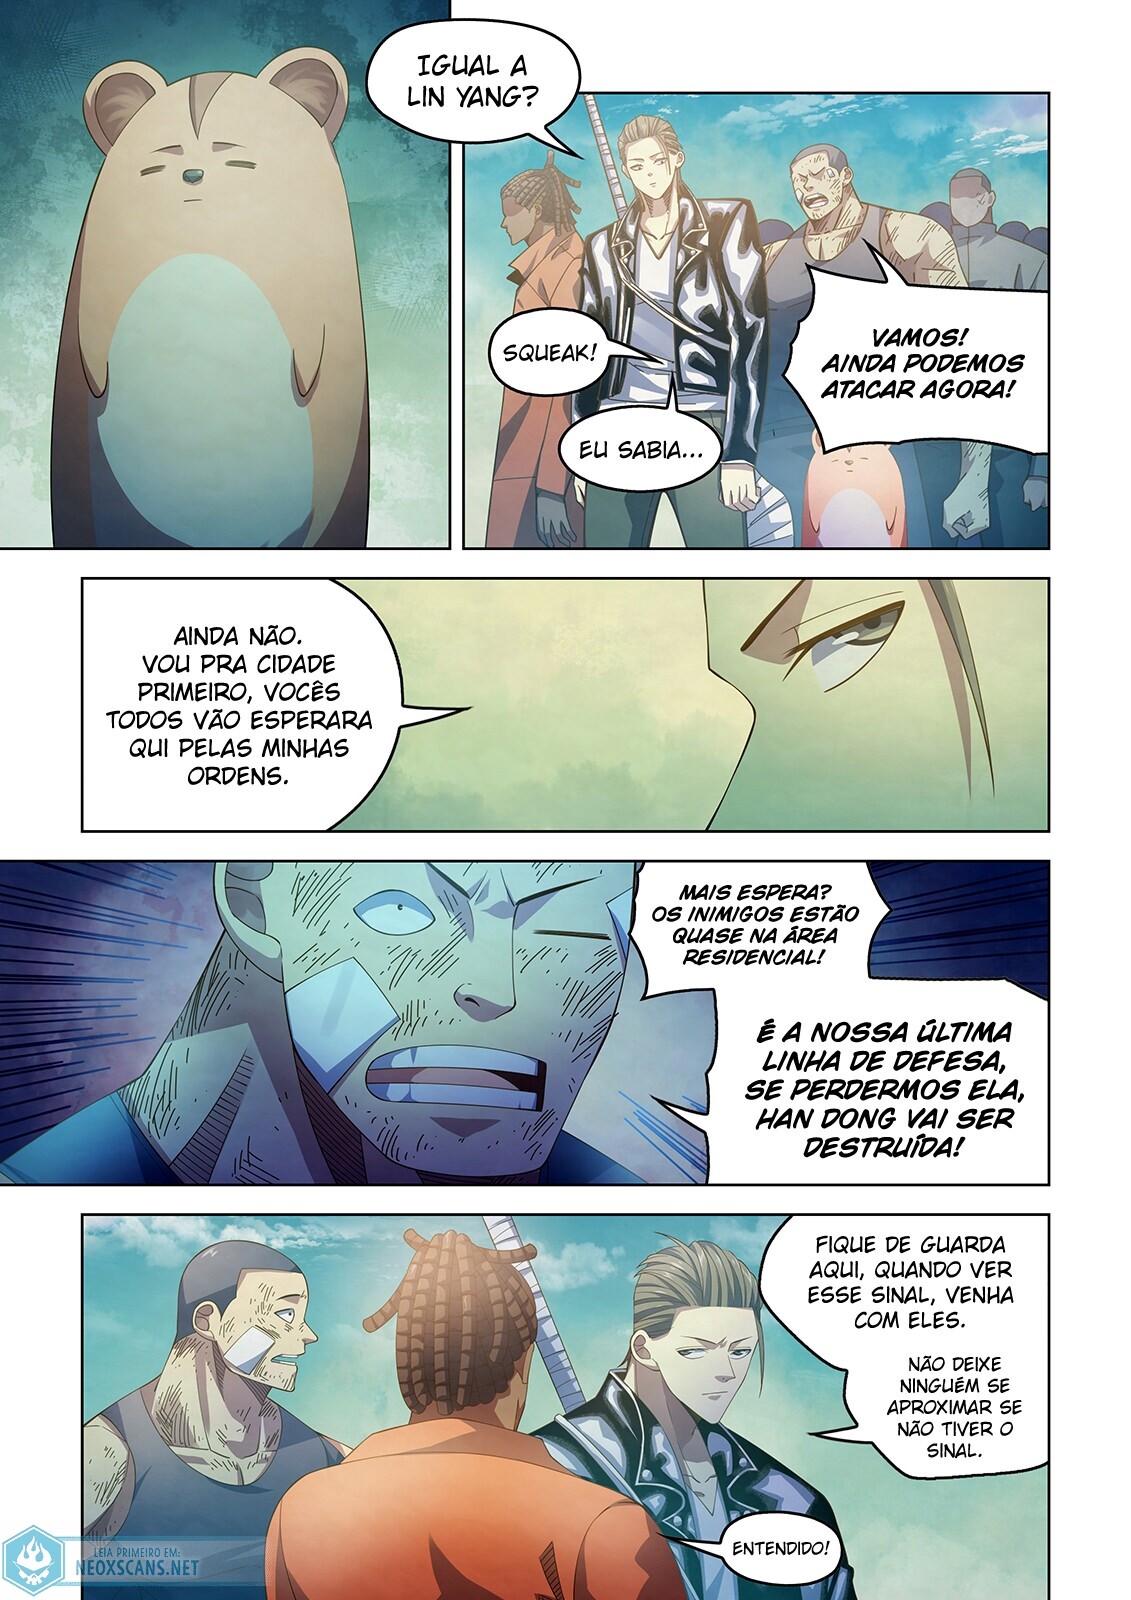 IGUAL A
LIN YANG?
SQUEAK!
EU SABIA...
VAMOS!
AINDA PODEMOS
ATACAR AGORA!
AINDA NÃO.
VOU PRA CIDADE
PRIMEIRO, VOCÊS
TODOS VÃO ESPERARA
QUI PELAS MINHAS
ORDENS.
MAIS ESPERA?
OS INIMIGOS ESTÃO
QUASE NA ÁREA
RESIDENCIAL!
É A NOSSA ÚLTIMA
LINHA DE DEFESA,
SE PERDERMOS ELA,
HAN DONG VAI SER
DESTRUÍDA!
FIQUE DE GUARDA
AQUI, QUANDO VER
ESSE SINAL, VENHA
COM ELES.
NÃO DEIXE
NINGUÉM SE
APROXIMAR SE
NÃO TIVER O
SINAL.
ENTENDIDO!
LEIA PRIMEIRO EM:
NEOXSCANS.NET